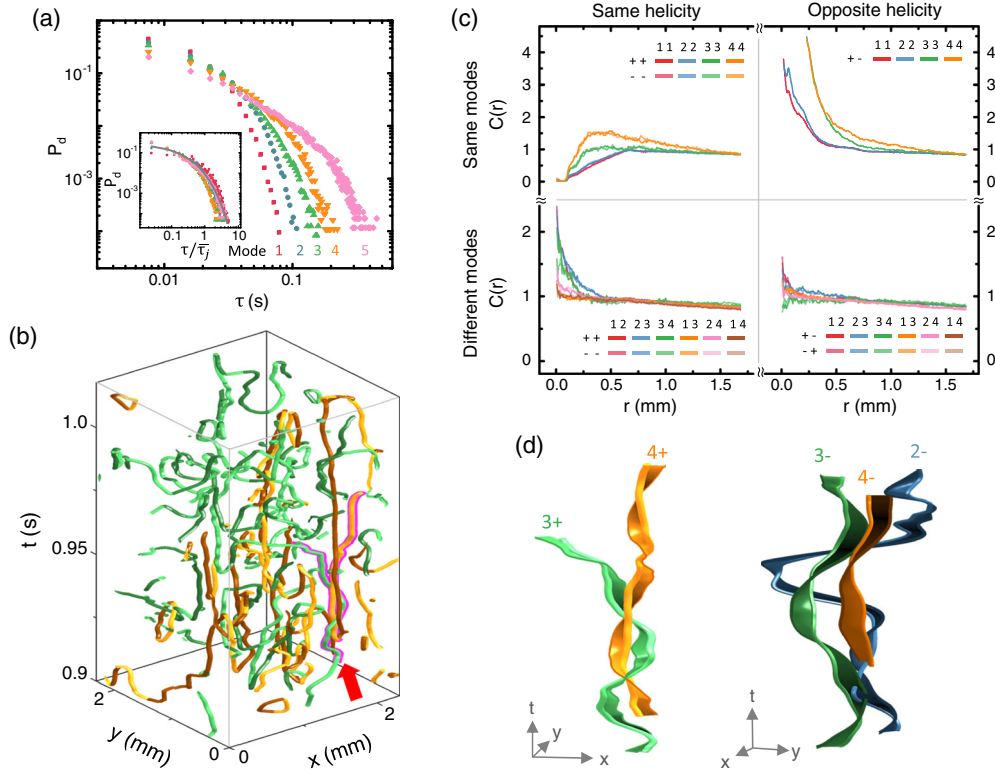 (a)
P_d
10^-1
10^-3
0.01
0.1
τ (s)
Mode 1 2 3 4 5
P_d
10^-1
10^-4
0.1 1 5
τ/τ̄_j
(b)
t (s)
1.0
0.95
0.9
2
y (mm)
0
0
x (mm)
2
(c)
Same helicity
Opposite helicity
Same modes
Different modes
C(r)
4
3
2
1
0
1 1 2 2 3 3 4 4
+ +
- -
1 1 2 2 3 3 4 4
+ -
4
3
2
1
0
C(r)
2
1
0
1 2 2 3 3 4 1 3 2 4 1 4
+ +
- -
1 2 2 3 3 4 1 3 2 4 1 4
+ -
- +
2
1
0
0.0 0.5 1.0 1.5
r (mm)
0.0 0.5 1.0 1.5
r (mm)
(d)
4+
3+
t
y
x
3-
4-
2-
t
x
y